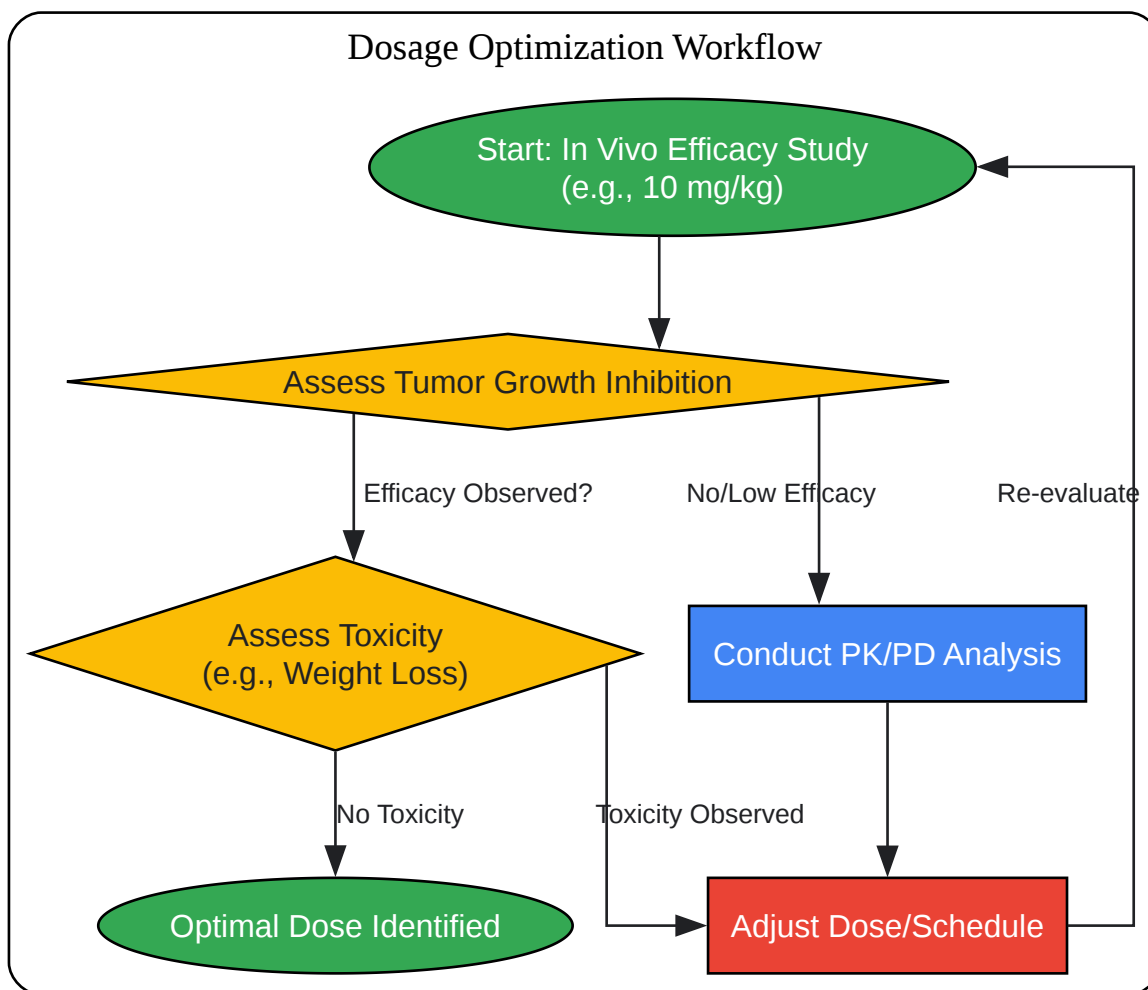 Dosage Optimization Workflow
Start: In Vivo Efficacy Study
(e.g., 10 mg/kg)
Assess Tumor Growth Inhibition
Efficacy Observed?
No/Low Efficacy
Re-evaluate
Assess Toxicity
(e.g., Weight Loss)
Conduct PK/PD Analysis
No Toxicity
Toxicity Observed
Optimal Dose Identified
Adjust Dose/Schedule